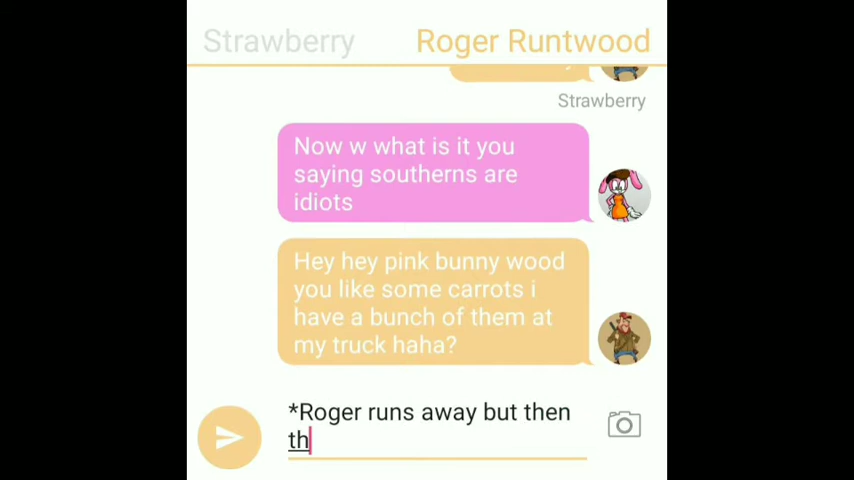 Strawberry Roger Runtwood
Strawberry
Now w what is it you
saying southerns are
idiots
Hey hey pink bunny wood
you like some carrots i
have a bunch of them at
my truck haha?
*Roger runs away but then
th